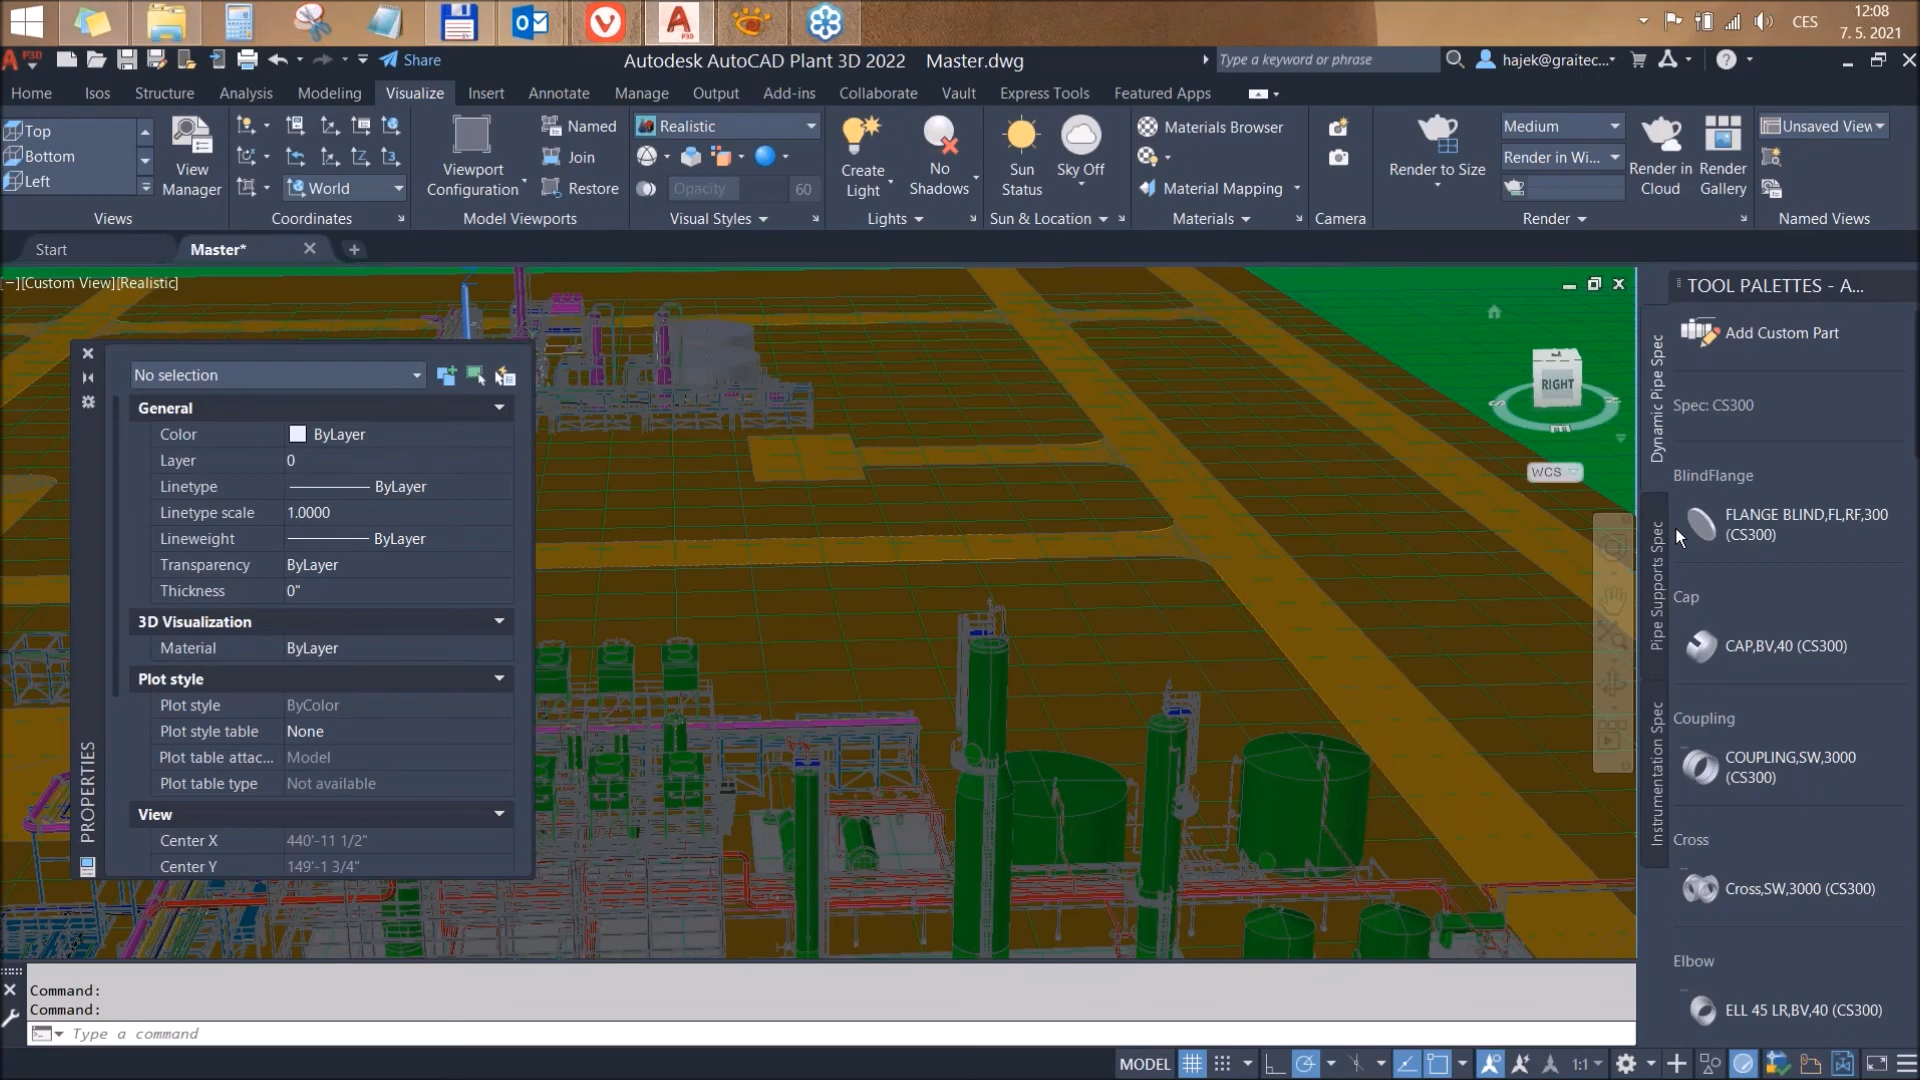 CES
12:08
7. 5. 2021
P3D
Share
Autodesk AutoCAD Plant 3D 2022 Master.dwg
Type a keyword or phrase
hajek@graitec...
Home Isos Structure Analysis Modeling Visualize Insert Annotate Manage Output Add-ins Collaborate Vault Express Tools Featured Apps
Top
Bottom
Left
View
Manager
Views
World
Coordinates
Viewport
Configuration
Named
Join
Restore
Model Viewports
Realistic
Opacity 60
Visual Styles
Create
Light
No
Shadows
Lights
Sun
Status
Sky Off
Sun & Location
Materials Browser
Material Mapping
Materials
Camera
Render to Size
Medium
Render in Wi...
Render in
Cloud
Render
Gallery
Render
Unsaved View
Named Views
Start
Master*
[−][Custom View][Realistic]
RIGHT
WCS
PROPERTIES
No selection
General
Color ByLayer
Layer 0
Linetype ByLayer
Linetype scale 1.0000
Lineweight ByLayer
Transparency ByLayer
Thickness 0"
3D Visualization
Material ByLayer
Plot style
Plot style ByColor
Plot style table None
Plot table attac... Model
Plot table type Not available
View
Center X 440'-11 1/2"
Center Y 149'-1 3/4"
TOOL PALETTES - A...
Dynamic Pipe Spec
Pipe Supports Spec
Instrumentation Spec
Add Custom Part
Spec: CS300
BlindFlange
FLANGE BLIND,FL,RF,300
(CS300)
Cap
CAP,BV,40 (CS300)
Coupling
COUPLING,SW,3000
(CS300)
Cross
Cross,SW,3000 (CS300)
Elbow
ELL 45 LR,BV,40 (CS300)
Command:
Command:
Type a command
MODEL
1:1